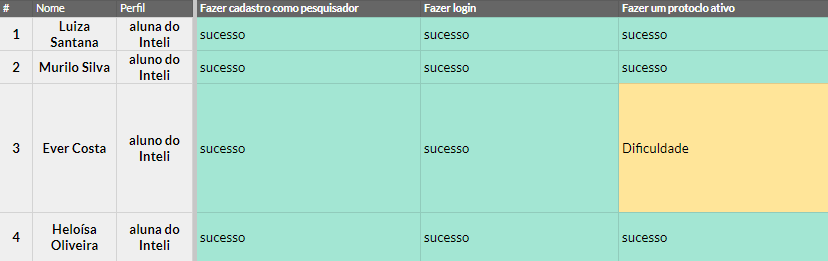 # Nome Perfil Fazer cadastro como pesquisador Fazer login Fazer um protoclo ativo
1 Luiza Santana aluna do Inteli sucesso sucesso sucesso
2 Murilo Silva aluno do Inteli sucesso sucesso sucesso
3 Ever Costa aluno do Inteli sucesso sucesso Dificuldade
4 Heloísa Oliveira aluna do Inteli sucesso sucesso sucesso